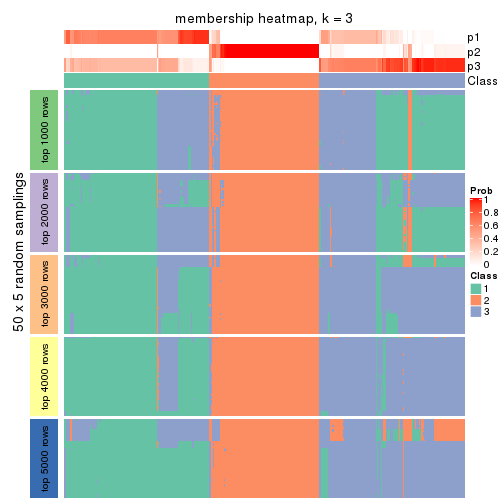 membership heatmap, k = 3
p1
p2
p3
Class
50 x 5 random samplings
top 1000 rows
top 2000 rows
top 3000 rows
top 4000 rows
top 5000 rows
Prob
1
0.8
0.6
0.4
0.2
0
Class
1
2
3